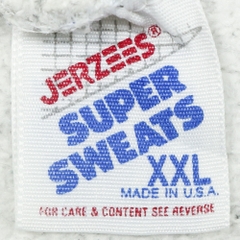 JERZEES®
SUPER
SWEATS
XXL
MADE IN U.S.A.
FOR CARE & CONTENT SEE REVERSE